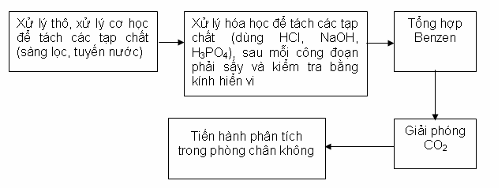 Xử lý thô, xử lý cơ học
để tách các tạp chất
(sàng lọc, tuyển nước)
Xử lý hóa học để tách các tạp
chất (dùng HCl, NaOH,
H₃PO₄), sau mỗi công đoạn
phải sấy và kiểm tra bằng
kính hiển vi
Tổng hợp
Benzen
Giải phóng
CO₂
Tiến hành phân tích
trong phòng chân không